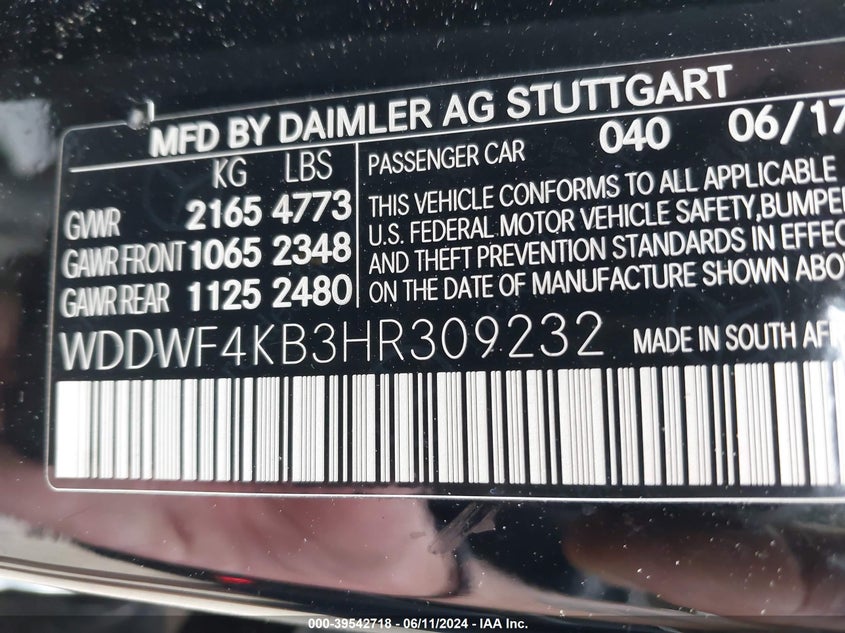 MFD BY DAIMLER AG STUTTGART
KG LBS
GVWR 2165 4773
GAWR FRONT 1065 2348
GAWR REAR 1125 2480
PASSENGER CAR 040 06/17
THIS VEHICLE CONFORMS TO ALL APPLICABLE
U.S. FEDERAL MOTOR VEHICLE SAFETY,BUMPE
AND THEFT PREVENTION STANDARDS IN EFFEC
ON THE DATE OF MANUFACTURE SHOWN ABO
WDDWF4KB3HR309232 MADE IN SOUTH AF
000-39542718 - 06/11/2024 - IAA Inc.